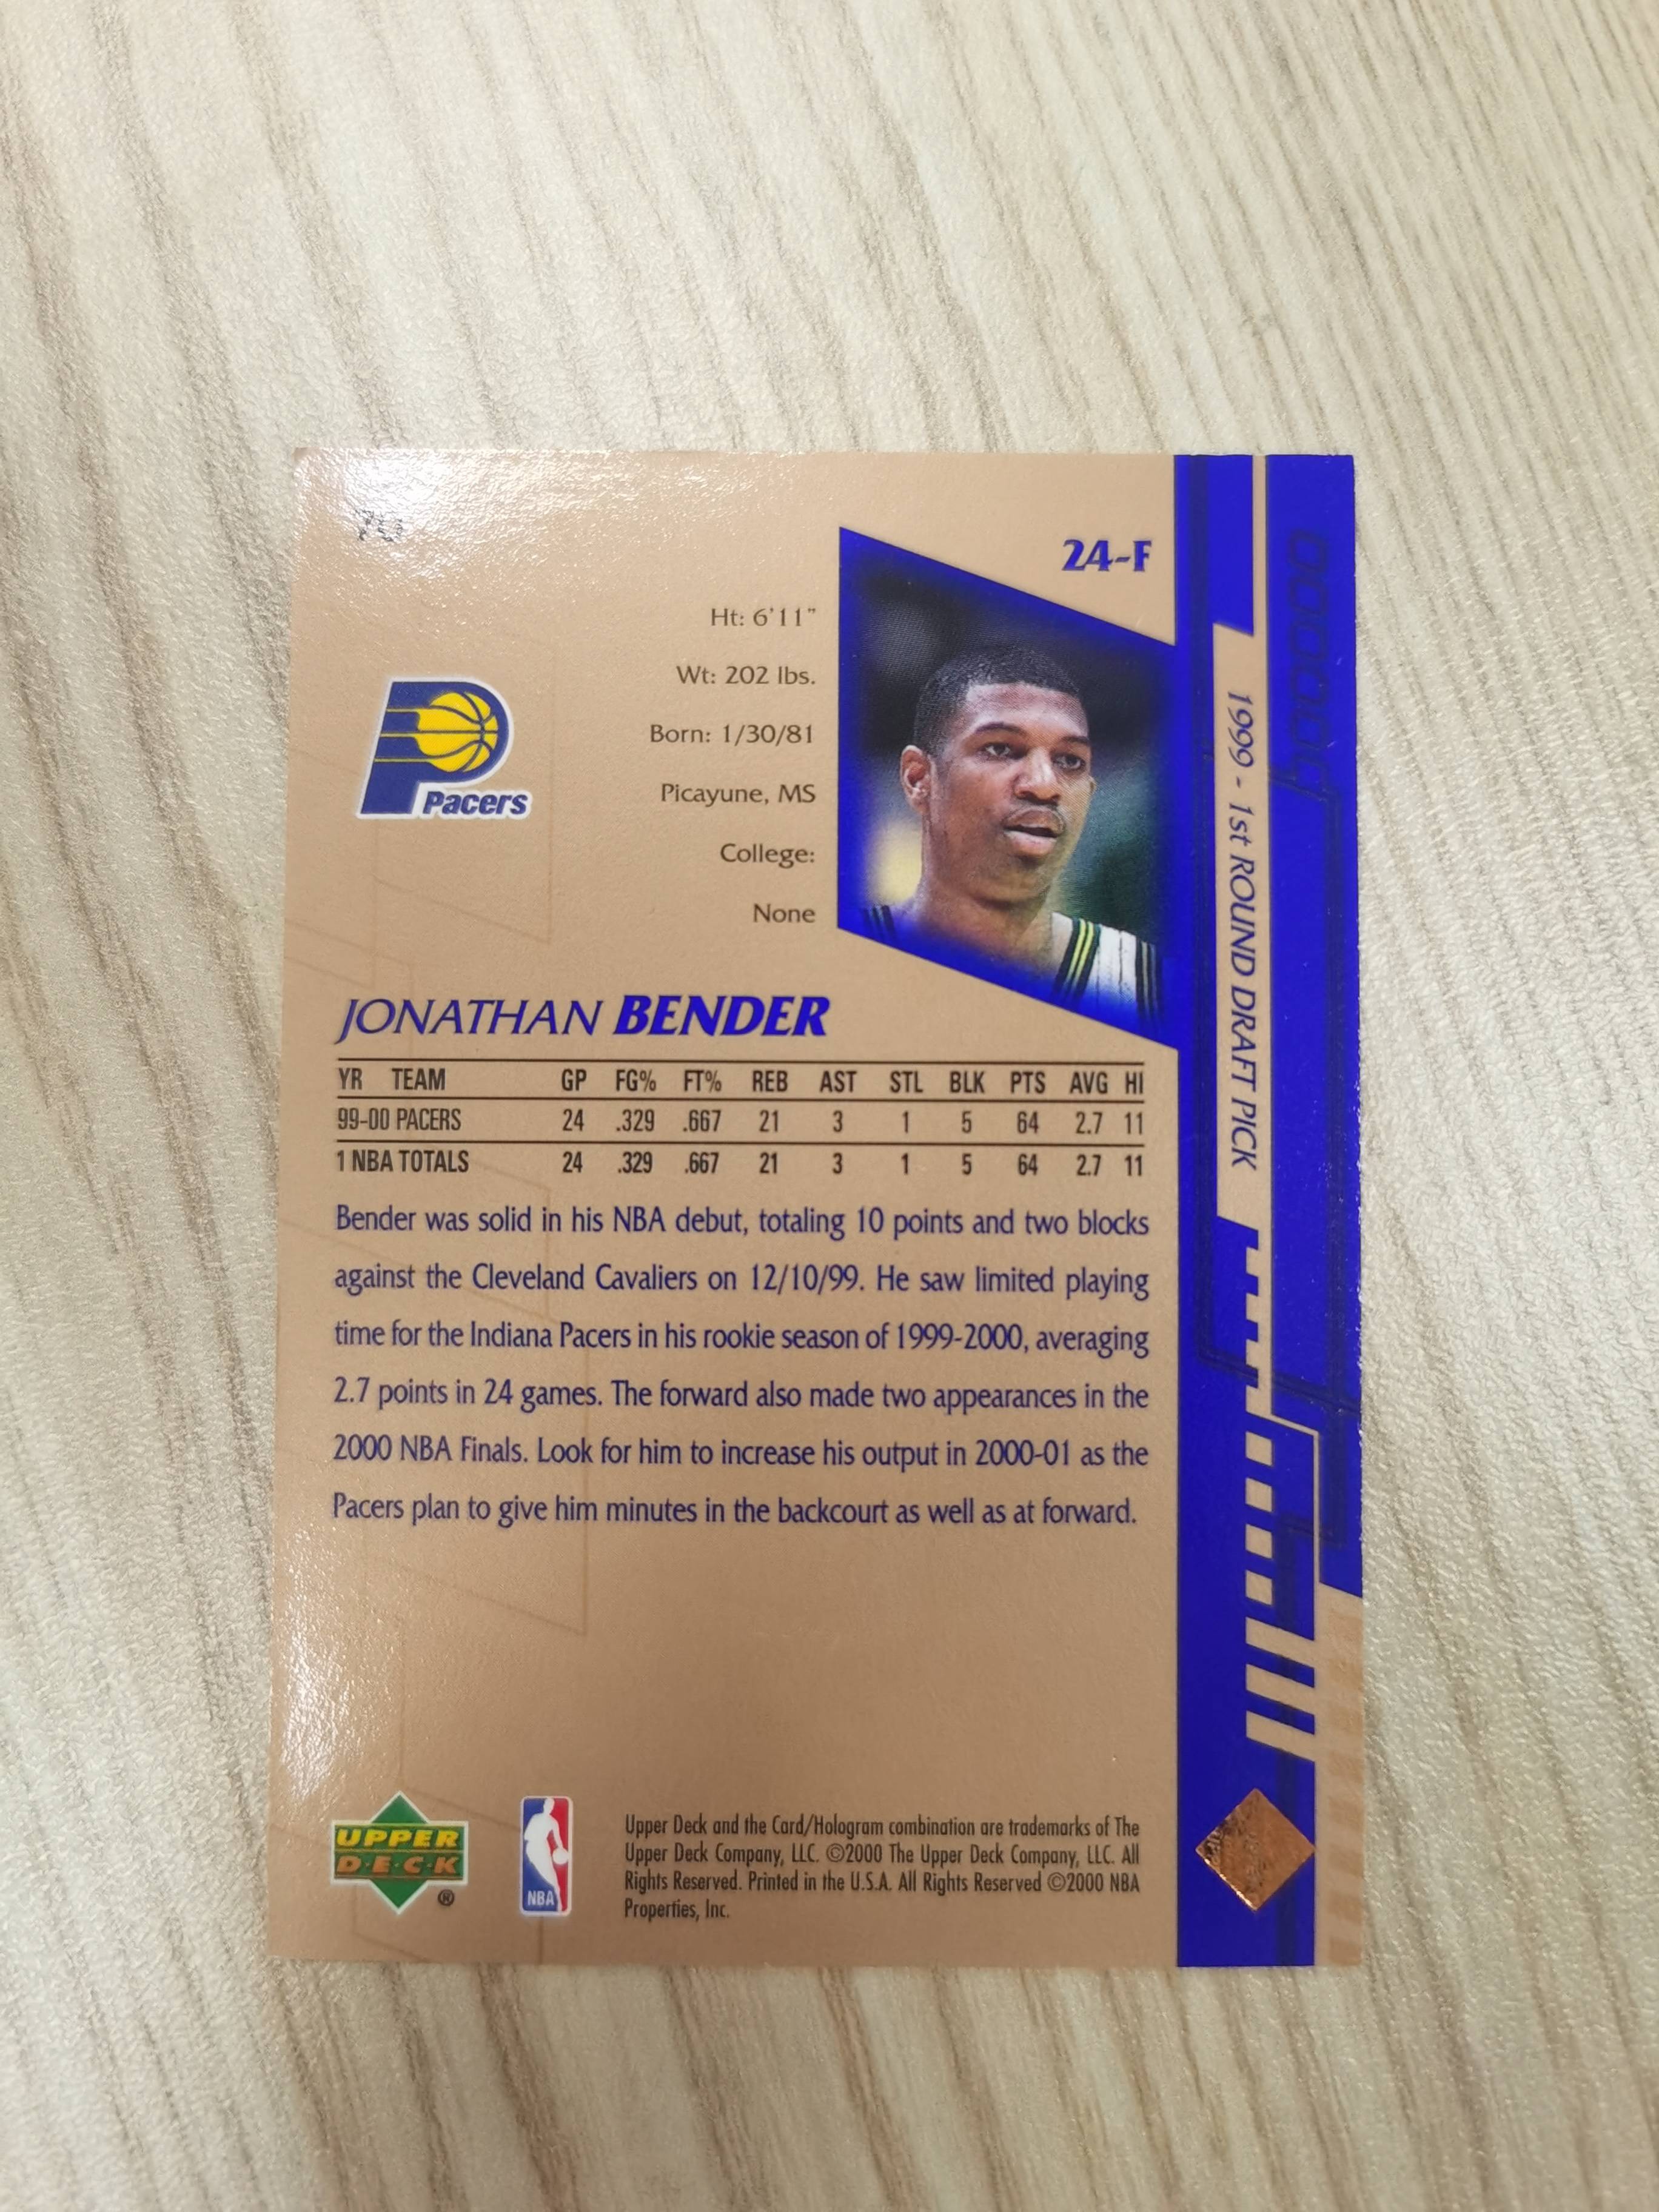 70
24-F
Ht: 6'11"
Wt: 202 lbs.
Born: 1/30/81
Picayune, MS
College:
None
Pacers
1999 - 1st ROUND DRAFT PICK
JONATHAN BENDER
YR TEAM GP FG% FT% REB AST STL BLK PTS AVG HI
99-00 PACERS 24 .329 .667 21 3 1 5 64 2.7 11
1 NBA TOTALS 24 .329 .667 21 3 1 5 64 2.7 11
Bender was solid in his NBA debut, totaling 10 points and two blocks
against the Cleveland Cavaliers on 12/10/99. He saw limited playing
time for the Indiana Pacers in his rookie season of 1999-2000, averaging
2.7 points in 24 games. The forward also made two appearances in the
2000 NBA Finals. Look for him to increase his output in 2000-01 as the
Pacers plan to give him minutes in the backcourt as well as at forward.
UPPER
D·E·C·K
®
NBA
Upper Deck and the Card/Hologram combination are trademarks of The
Upper Deck Company, LLC. ©2000 The Upper Deck Company, LLC. All
Rights Reserved. Printed in the U.S.A. All Rights Reserved ©2000 NBA
Properties, Inc.